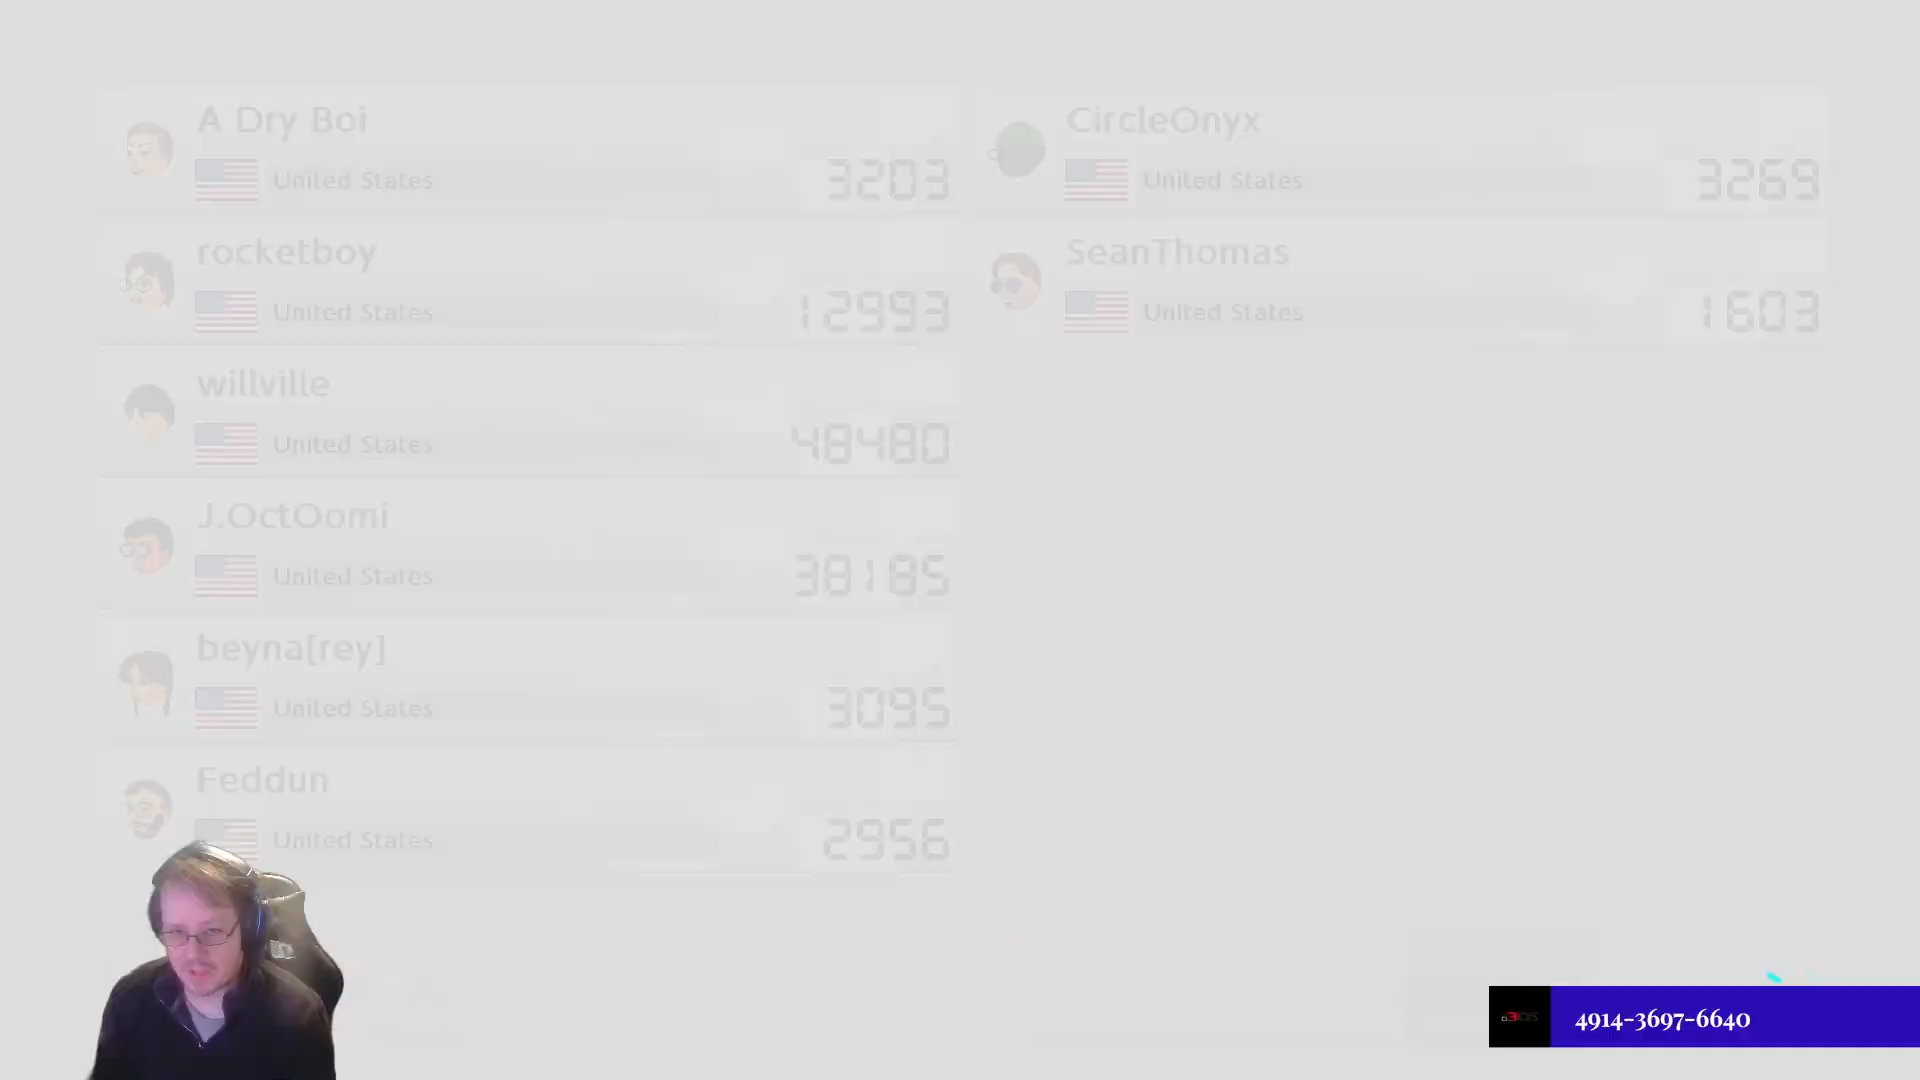 A Dry Boi
United States
3203
rocketboy
United States
12993
willville
United States
48480
J.OctOomi
United States
38185
beyna[rey]
United States
3095
Feddun
United States
2956
CircleOnyx
United States
3269
SeanThomas
United States
1603
4914-3697-6640